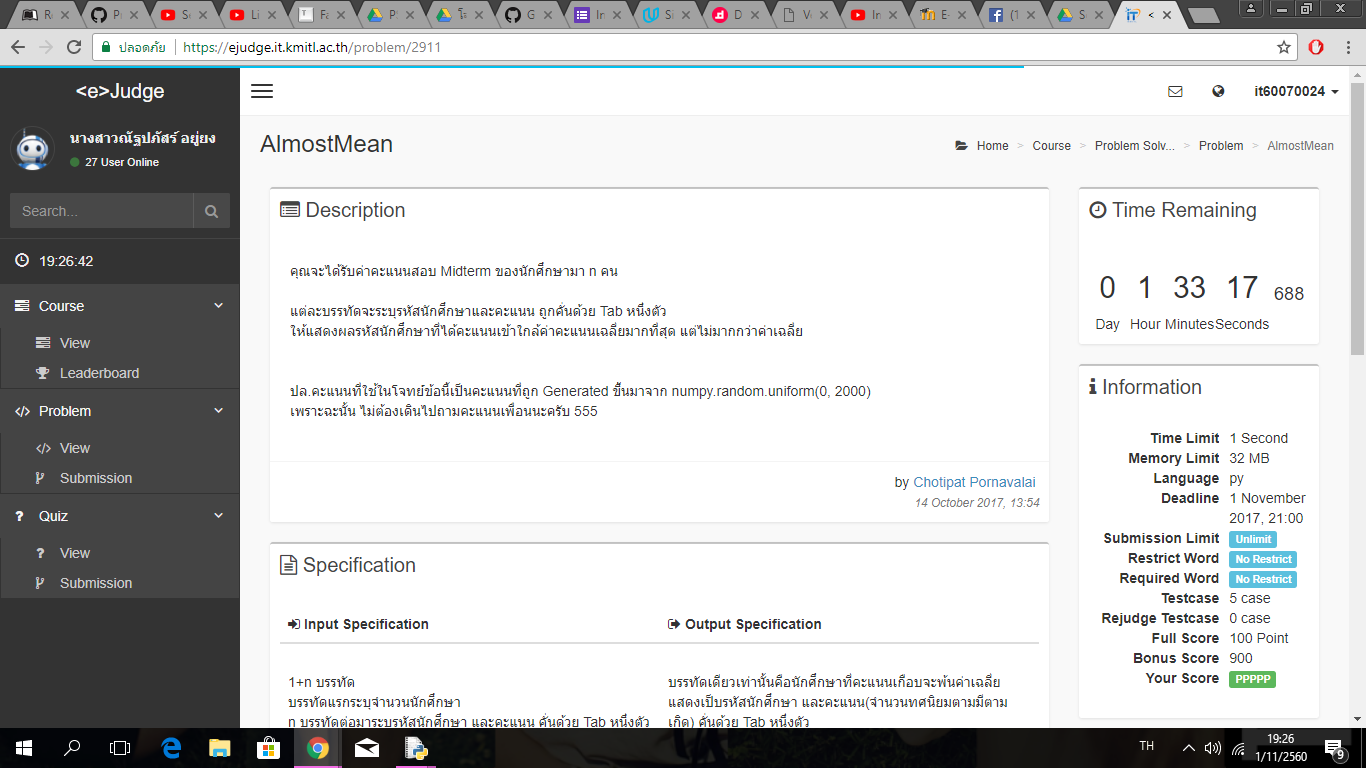 ปลอดภัย
https://ejudge.it.kmitl.ac.th/problem/2911
<e>Judge
it60070024
นางสาวณัฐปภัสร์ อยู่ยง
27 User Online
Search...
19:26:42
Course
View
Leaderboard
Problem
View
Submission
Quiz
View
Submission
AlmostMean
Home > Course > Problem Solv... > Problem > AlmostMean
Description
คุณจะได้รับค่าคะแนนสอบ Midterm ของนักศึกษามา n คน
แต่ละบรรทัดจะระบุรหัสนักศึกษาและคะแนน ถูกคั่นด้วย Tab หนึ่งตัว
ให้แสดงผลรหัสนักศึกษาที่ได้คะแนนเข้าใกล้ค่าคะแนนเฉลี่ยมากที่สุด แต่ไม่มากกว่าค่าเฉลี่ย
ปล.คะแนนที่ใช้ในโจทย์ข้อนี้เป็นคะแนนที่ถูก Generated ขึ้นมาจาก numpy.random.uniform(0, 2000)
เพราะฉะนั้น ไม่ต้องเดินไปถามคะแนนเพื่อนนะครับ 555
by Chotipat Pornavalai
14 October 2017, 13:54
Specification
Input Specification
1+n บรรทัด
บรรทัดแรกระบุจำนวนนักศึกษา
n บรรทัดต่อมาระบุรหัสนักศึกษา และคะแนน คั่นด้วย Tab หนึ่งตัว
Output Specification
บรรทัดเดียวเท่านั้นคือนักศึกษาที่คะแนนเกือบจะพ้นค่าเฉลี่ย
แสดงเป็นรหัสนักศึกษา และคะแนน(จำนวนทศนิยมตามมีตาม
เกิด) คั่นด้วย Tab หนึ่งตัว
Time Remaining
0 1 33 17 688
Day Hour Minutes Seconds
Information
Time Limit 1 Second
Memory Limit 32 MB
Language py
Deadline 1 November
2017, 21:00
Submission Limit Unlimit
Restrict Word No Restrict
Required Word No Restrict
Testcase 5 case
Rejudge Testcase 0 case
Full Score 100 Point
Bonus Score 900
Your Score PPPPP
TH
19:26
1/11/2560
9